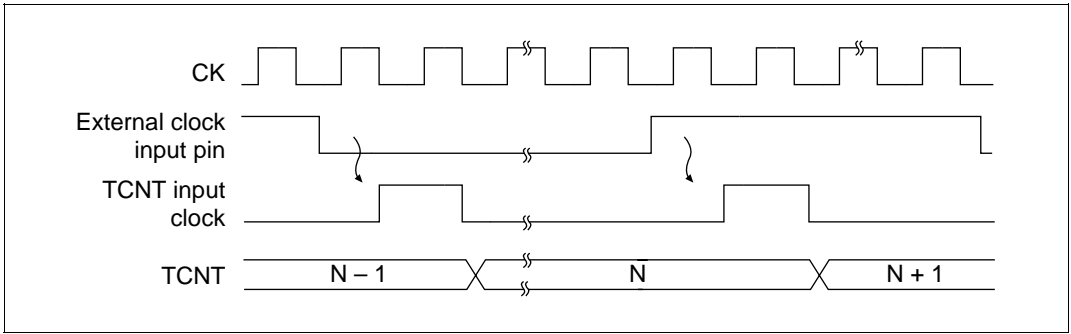 CK
External clock
input pin
TCNT input
clock
TCNT
N – 1
N
N + 1